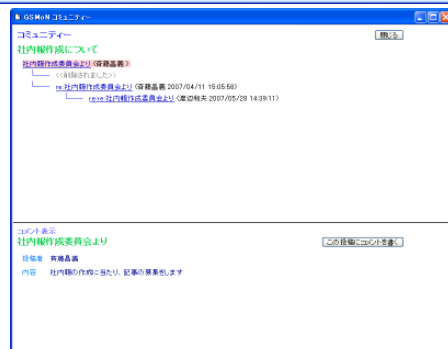 GSMoN コミュニティー
コミュニティー
閉じる
社内報作成について
社内報作成委員会より (斉藤昌義)
<<削除されました>>
re:社内報作成委員会より (斉藤昌義 2007/04/11 15:05:58)
re:re:社内報作成委員会より (渡辺和夫 2007/05/28 14:39:11)
コメント表示
社内報作成委員会より
この投稿にコメントを書く
投稿者 斉藤昌義
内容 社内報の作成に当たり、記事の募集をします